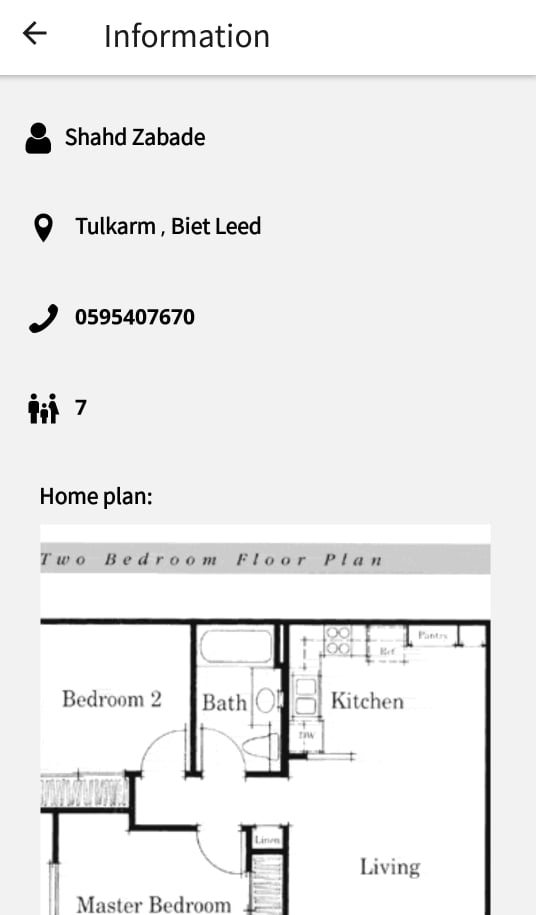 Information
Shahd Zabade
Tulkarm , Biet Leed
0595407670
7
Home plan:
Two Bedroom Floor Plan
Pantry
Ref
Bedroom 2
Bath
Kitchen
DW
Linen
Living
Master Bedroom